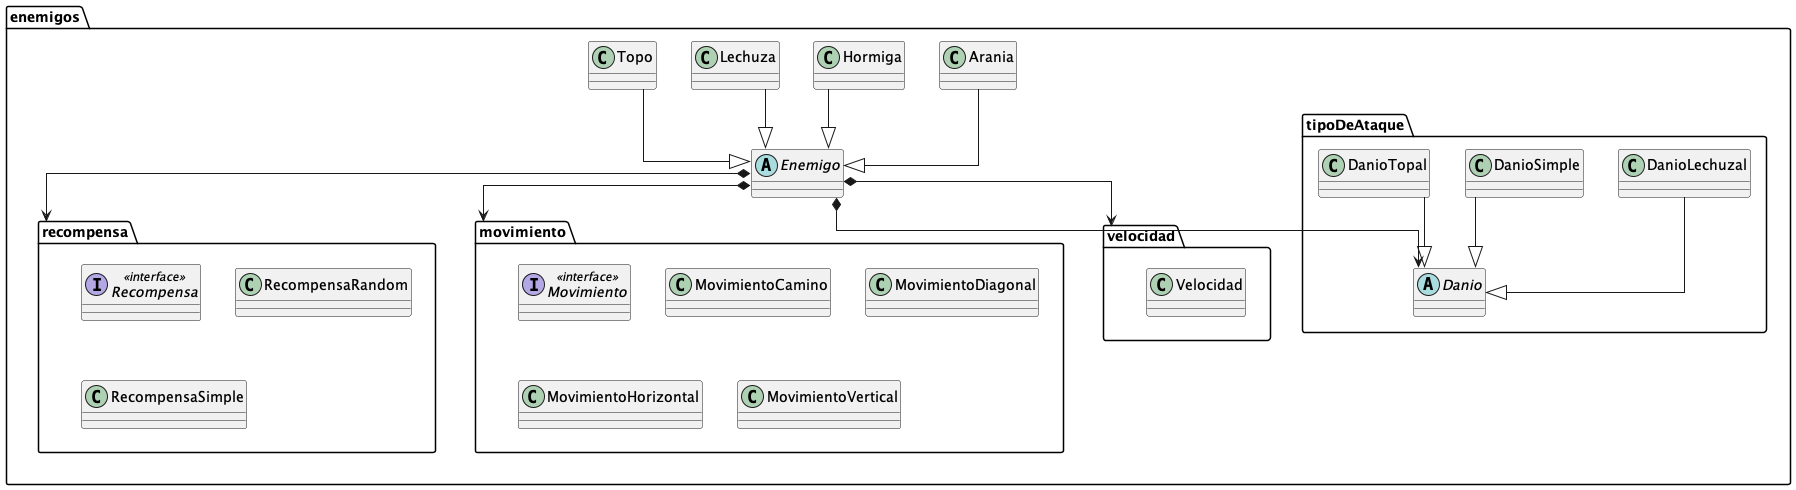 enemigos
C Topo
C Lechuza
C Hormiga
C Arania
tipoDeAtaque
A Enemigo
C DanioTopal
C DanioSimple
C DanioLechuzal
recompensa
movimiento
velocidad
I «interface»
Recompensa
C RecompensaRandom
I «interface»
Movimiento
C MovimientoCamino
C MovimientoDiagonal
C Velocidad
A Danio
C RecompensaSimple
C MovimientoHorizontal
C MovimientoVertical